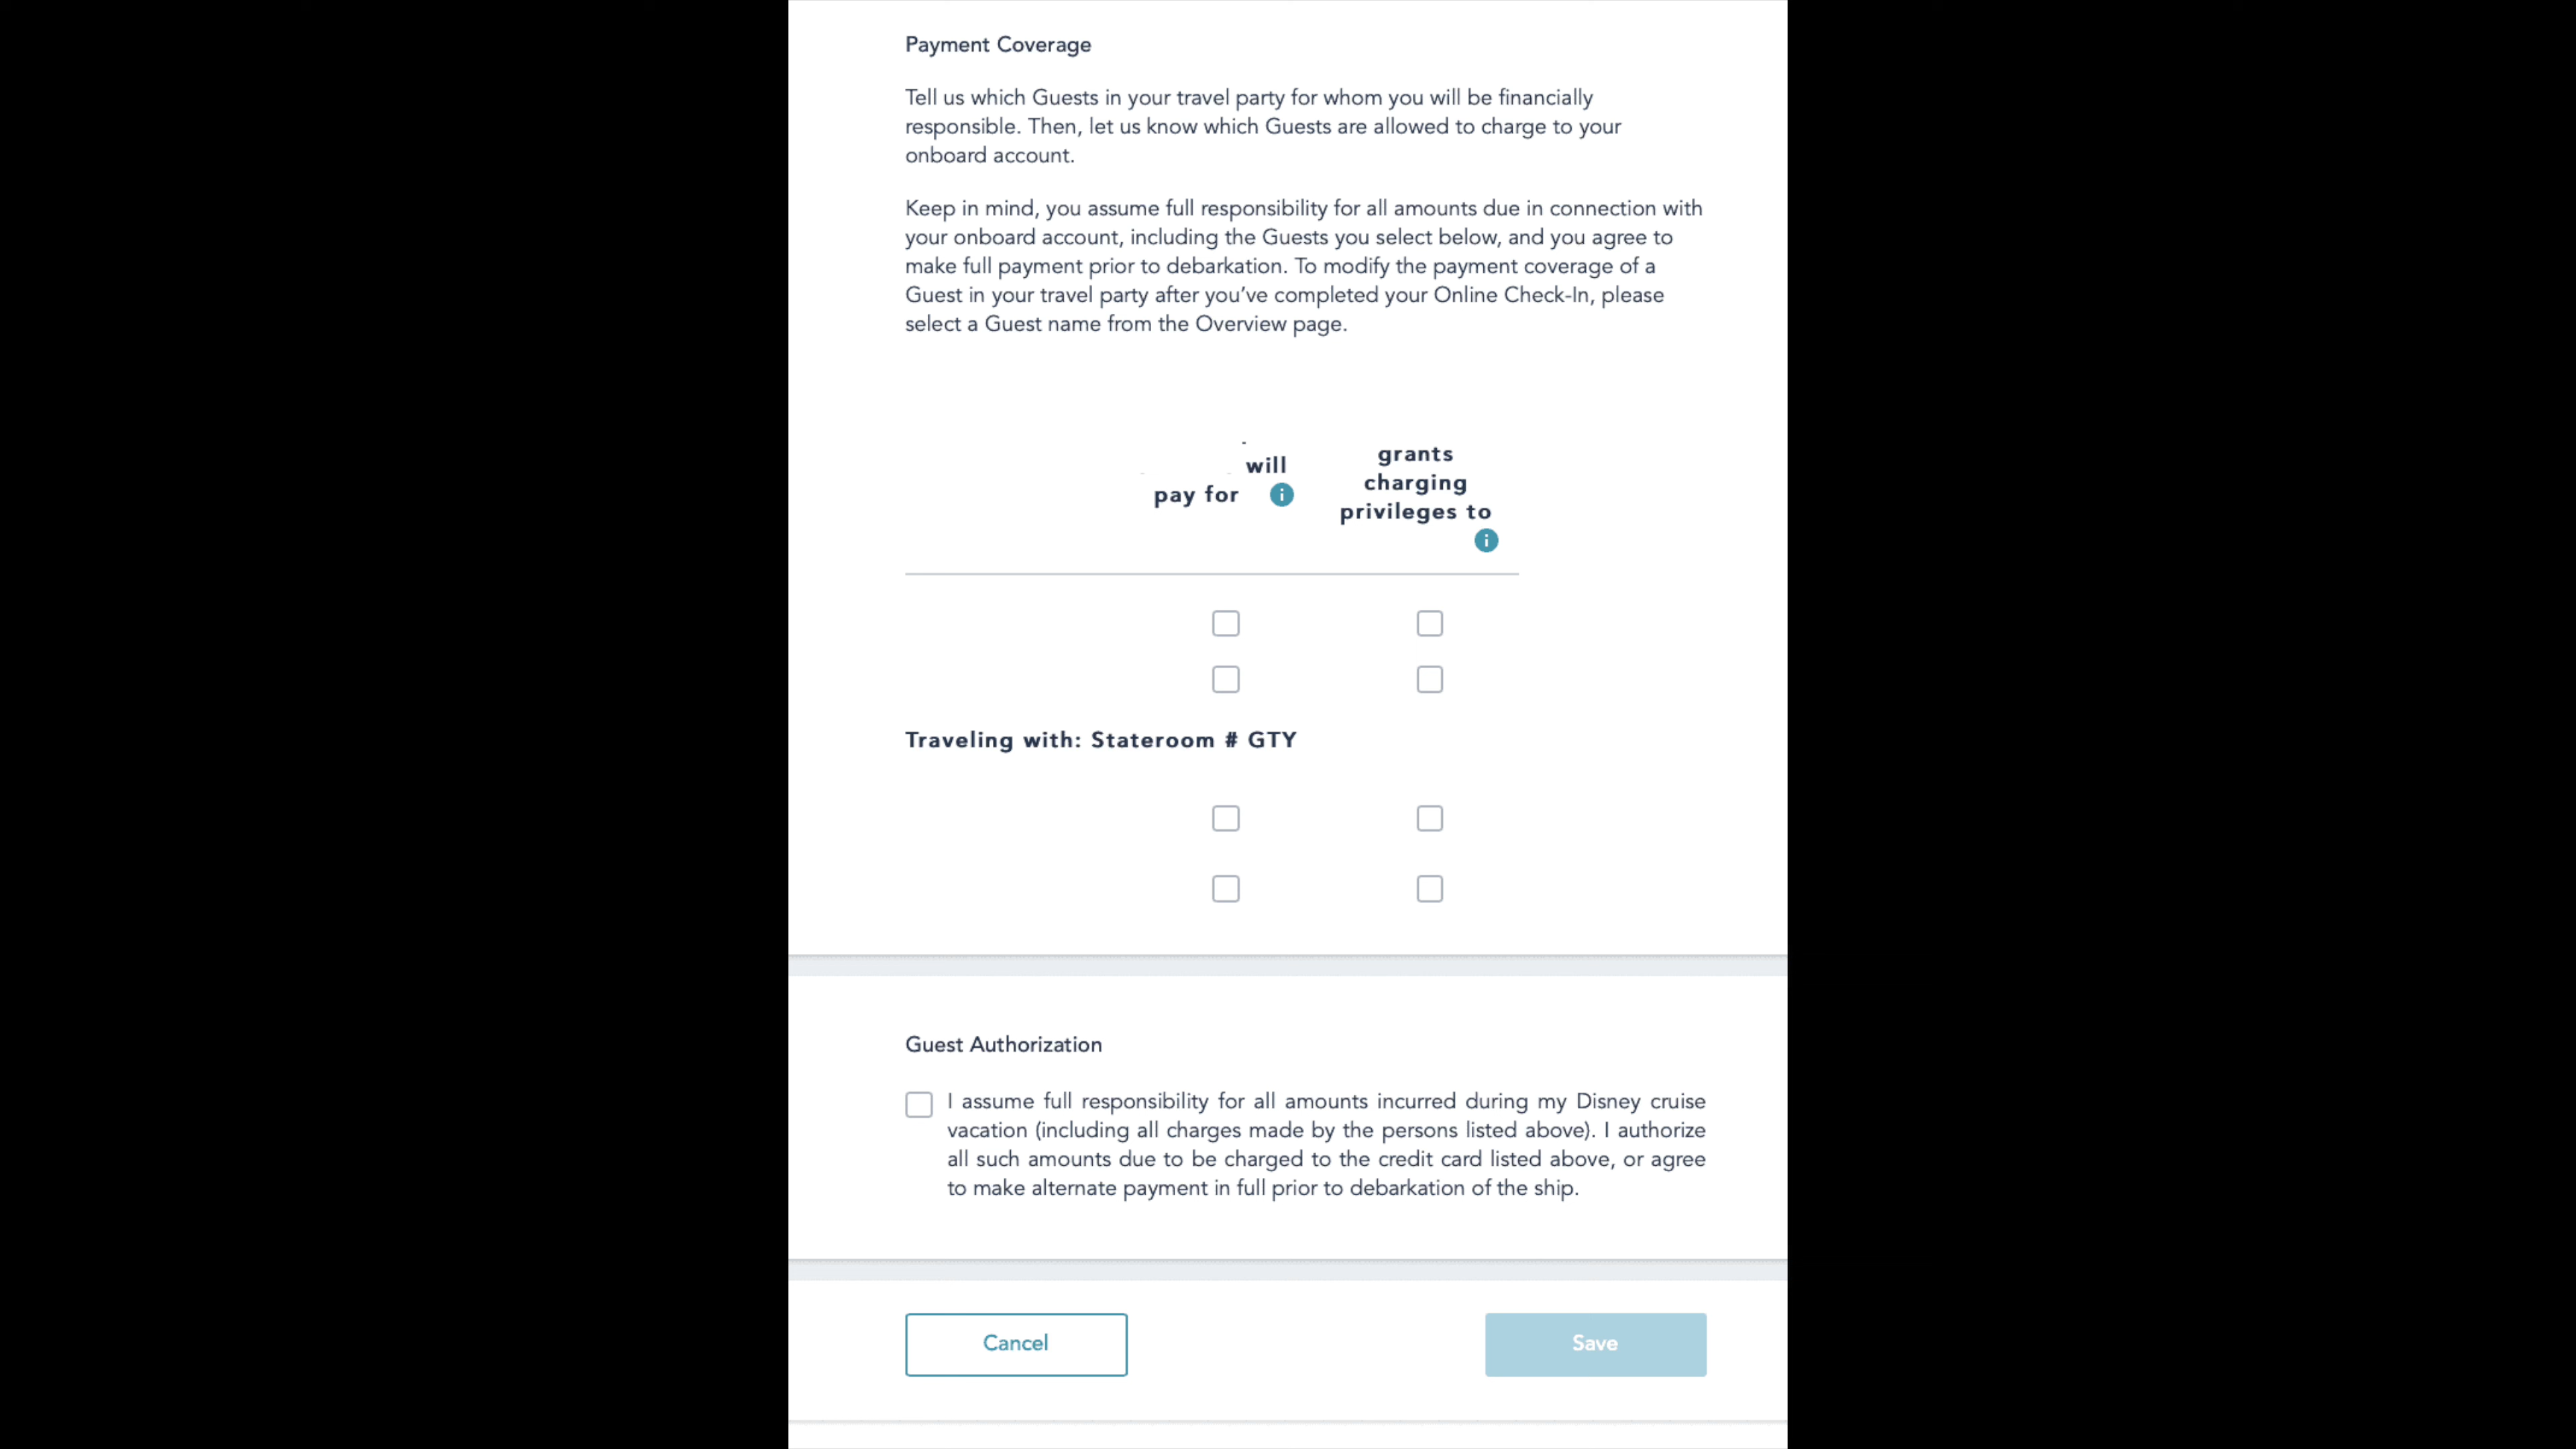 Payment Coverage
Tell us which Guests in your travel party for whom you will be financially
responsible. Then, let us know which Guests are allowed to charge to your
onboard account.
Keep in mind, you assume full responsibility for all amounts due in connection with
your onboard account, including the Guests you select below, and you agree to
make full payment prior to debarkation. To modify the payment coverage of a
Guest in your travel party after you’ve completed your Online Check-In, please
select a Guest name from the Overview page.
will
pay for i
grants
charging
privileges to
i
Traveling with: Stateroom # GTY
Guest Authorization
I assume full responsibility for all amounts incurred during my Disney cruise
vacation (including all charges made by the persons listed above). I authorize
all such amounts due to be charged to the credit card listed above, or agree
to make alternate payment in full prior to debarkation of the ship.
Cancel
Save